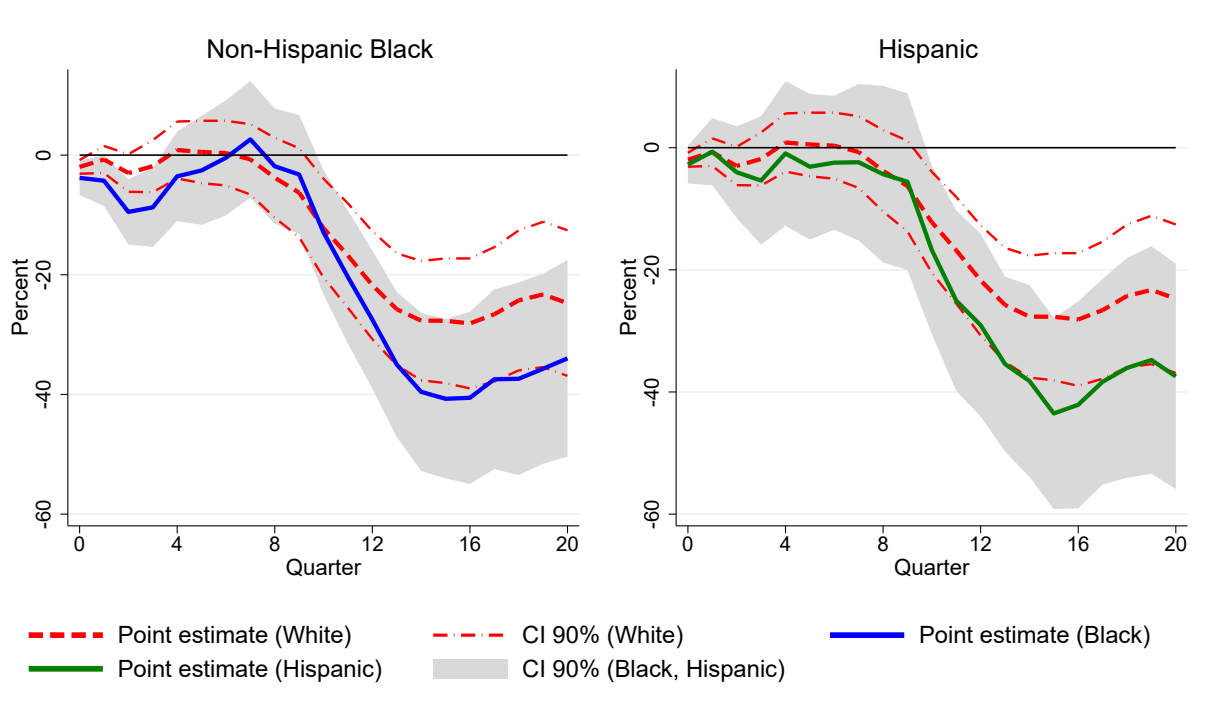 Non-Hispanic Black
Percent
0
-20
-40
-60
0 4 8 12 16 20
Quarter
Hispanic
Percent
0
-20
-40
-60
0 4 8 12 16 20
Quarter
Point estimate (White) CI 90% (White) Point estimate (Black)
Point estimate (Hispanic) CI 90% (Black, Hispanic)